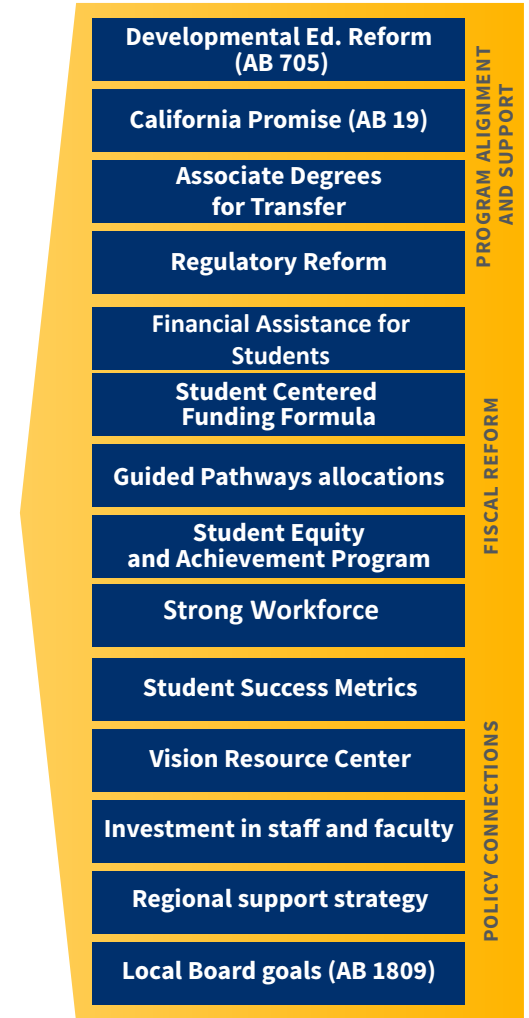 Developmental Ed. Reform
(AB 705)
California Promise (AB 19)
Associate Degrees
for Transfer
Regulatory Reform
PROGRAM ALIGNMENT
AND SUPPORT
Financial Assistance for
Students
Student Centered
Funding Formula
Guided Pathways allocations
Student Equity
and Achievement Program
Strong Workforce
FISCAL REFORM
Student Success Metrics
Vision Resource Center
Investment in staff and faculty
Regional support strategy
Local Board goals (AB 1809)
POLICY CONNECTIONS